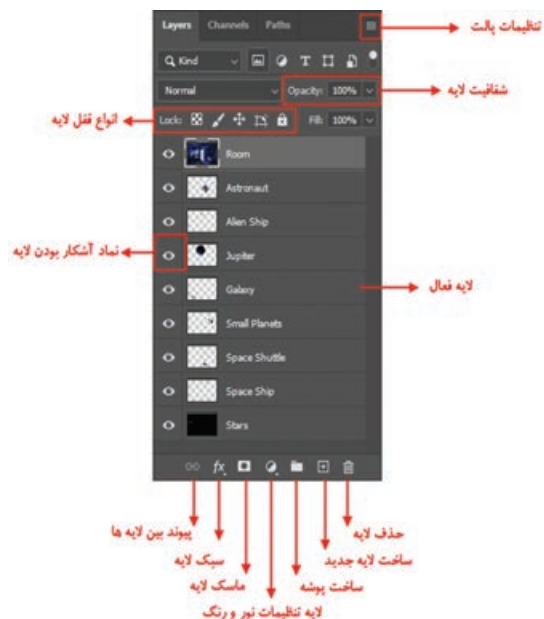 Layers Channels Paths
تنظیمات پالت
Kind
Normal Opacity: 100%
شفافیت لایه
Lock: Fill: 100%
انواع قفل لایه
Room
Astronaut
Alien Ship
Jupiter
نماد آشکار بودن لایه
Galaxy
لایه فعال
Small Planets
Space Shuttle
Space Ship
Stars
fx
پیوند بین لایه ها
حذف لایه
سبک لایه
ساخت لایه جدید
ماسک لایه
ساخت پوشه
لایه تنظیمات نور و رنگ